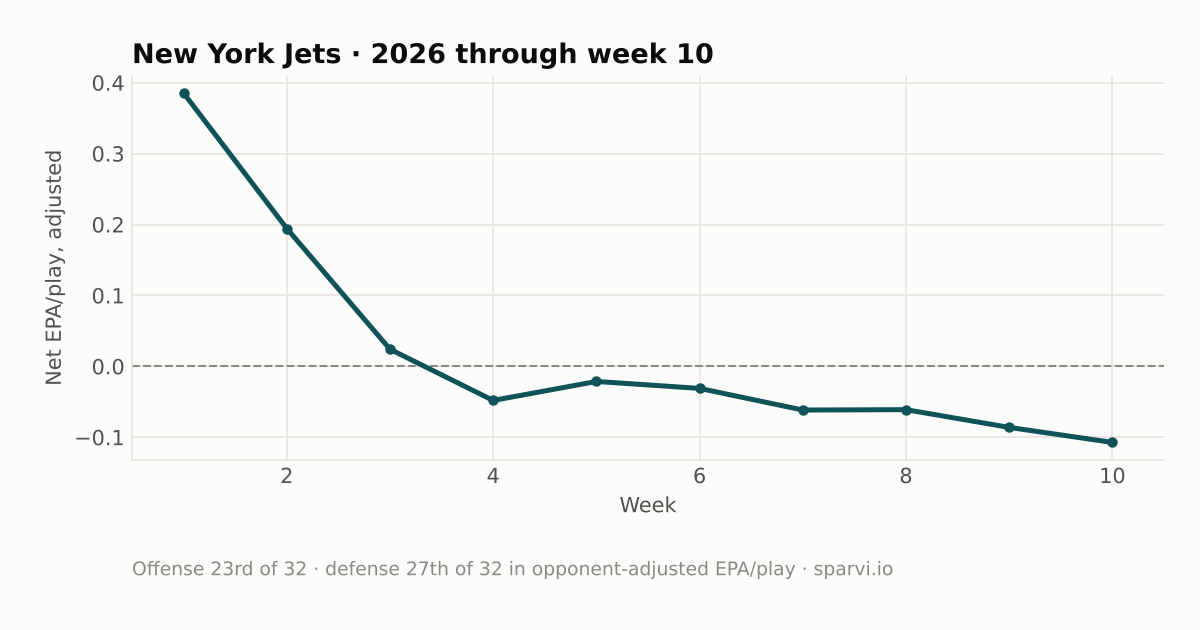 New York Jets · 2026 through week 10
Net EPA/play, adjusted
0.4
0.3
0.2
0.1
0.0
−0.1
2 4 6 8 10
Week
Offense 23rd of 32 · defense 27th of 32 in opponent-adjusted EPA/play · sparvi.io